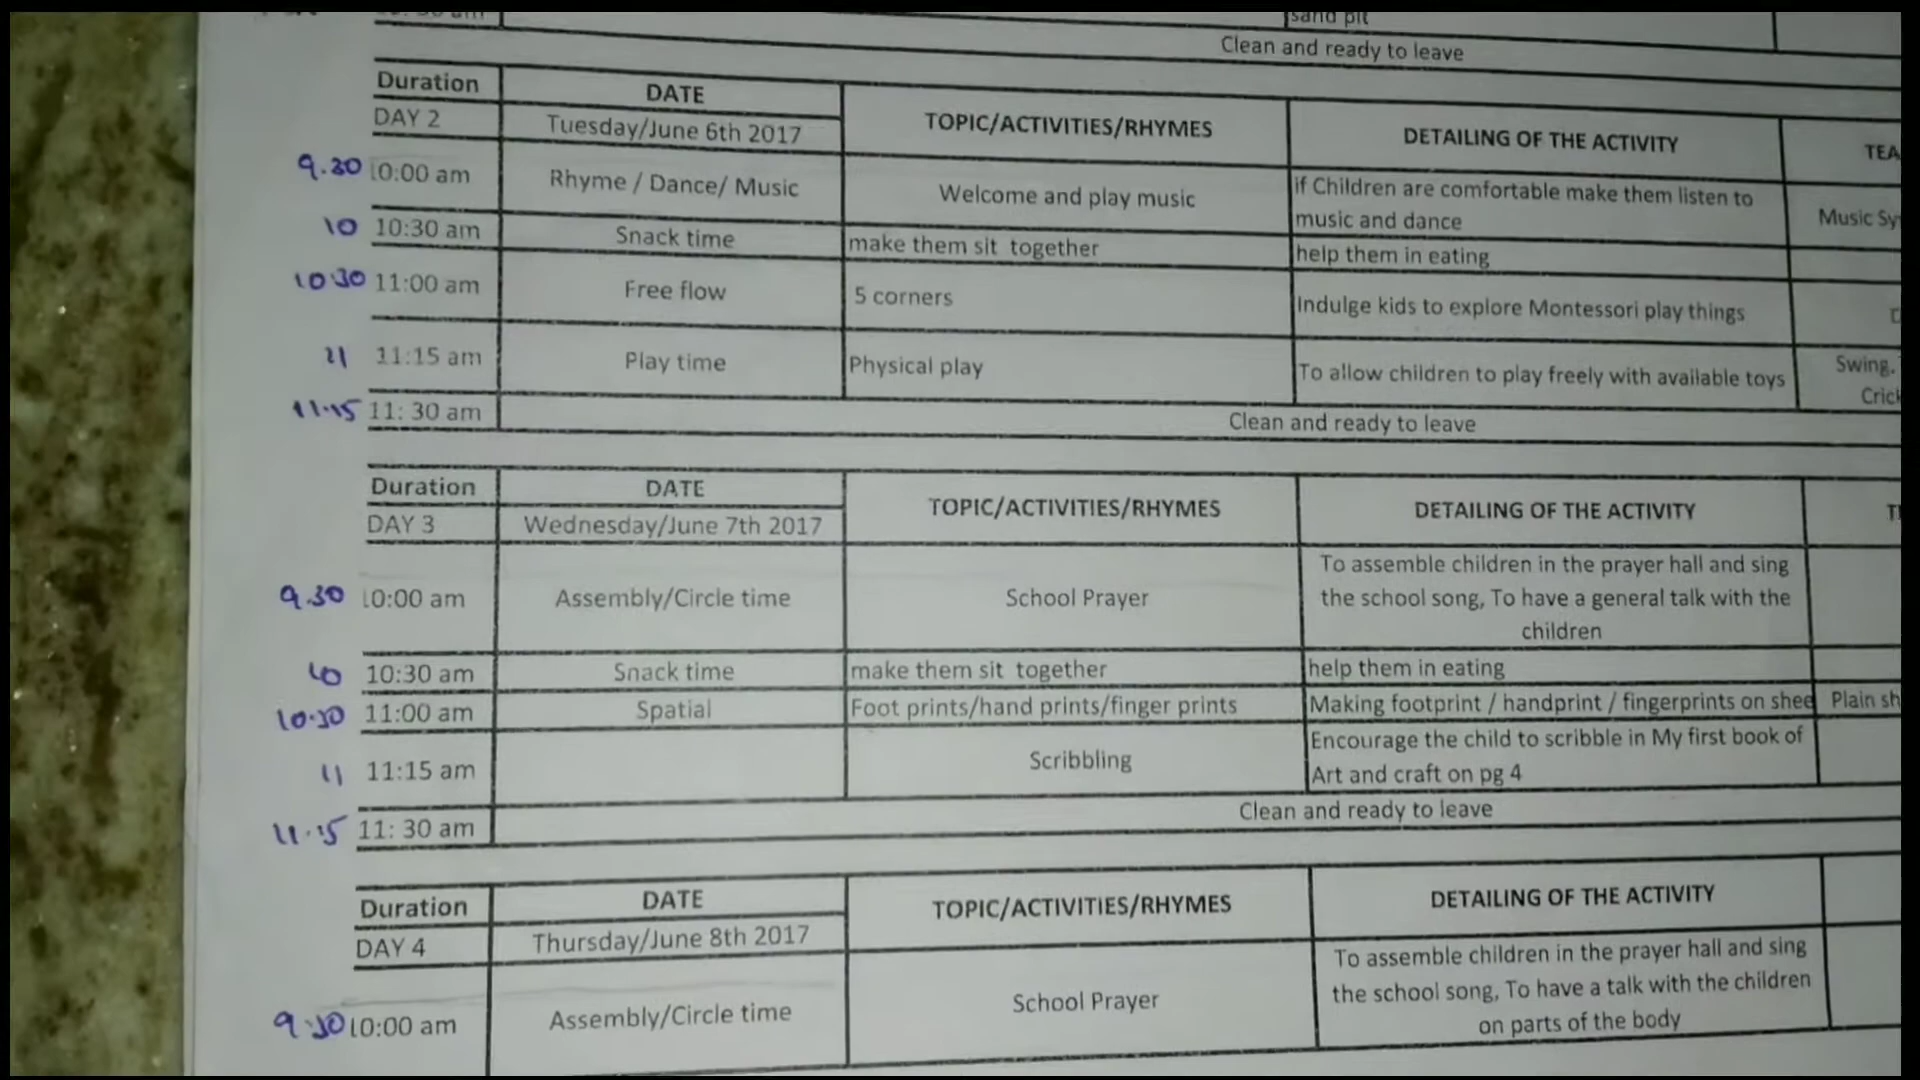 sand pit
Clean and ready to leave
Duration DATE TOPIC/ACTIVITIES/RHYMES DETAILING OF THE ACTIVITY TEA
DAY 2 Tuesday/June 6th 2017
9.30 10:00 am Rhyme / Dance/ Music Welcome and play music if Children are comfortable make them listen to
music and dance Music Sy
10 10:30 am Snack time make them sit together help them in eating
10.30 11:00 am Free flow 5 corners Indulge kids to explore Montessori play things
11 11:15 am Play time Physical play To allow children to play freely with available toys Swing,
Crick
11.15 11: 30 am Clean and ready to leave
Duration DATE TOPIC/ACTIVITIES/RHYMES DETAILING OF THE ACTIVITY
DAY 3 Wednesday/June 7th 2017
To assemble children in the prayer hall and sing
9.30 10:00 am Assembly/Circle time School Prayer the school song, To have a general talk with the
children
10 10:30 am Snack time make them sit together help them in eating
10.30 11:00 am Spatial Foot prints/hand prints/finger prints Making footprint / handprint / fingerprints on shee Plain sh
11 11:15 am Scribbling Encourage the child to scribble in My first book of
Art and craft on pg 4
11.15 11: 30 am Clean and ready to leave
Duration DATE TOPIC/ACTIVITIES/RHYMES DETAILING OF THE ACTIVITY
DAY 4 Thursday/June 8th 2017
To assemble children in the prayer hall and sing
9.30 10:00 am Assembly/Circle time School Prayer the school song, To have a talk with the children
on parts of the body